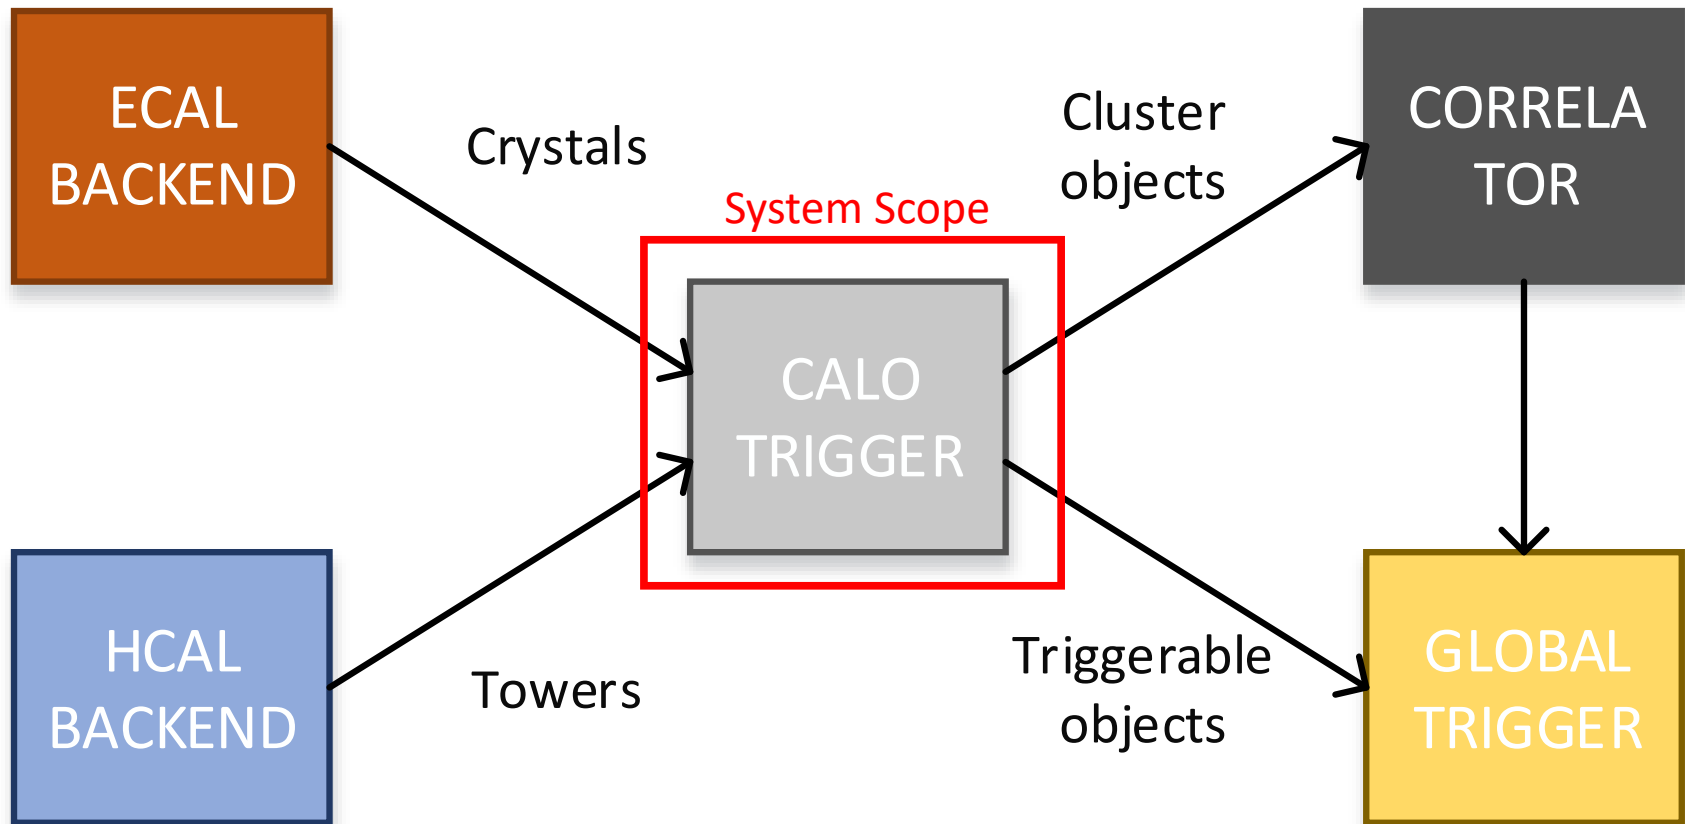 ECAL
BACKEND
Crystals
Cluster
objects
CORRELA
TOR
System Scope
CALO
TRIGGER
HCAL
BACKEND
Towers
Triggerable
objects
GLOBAL
TRIGGER